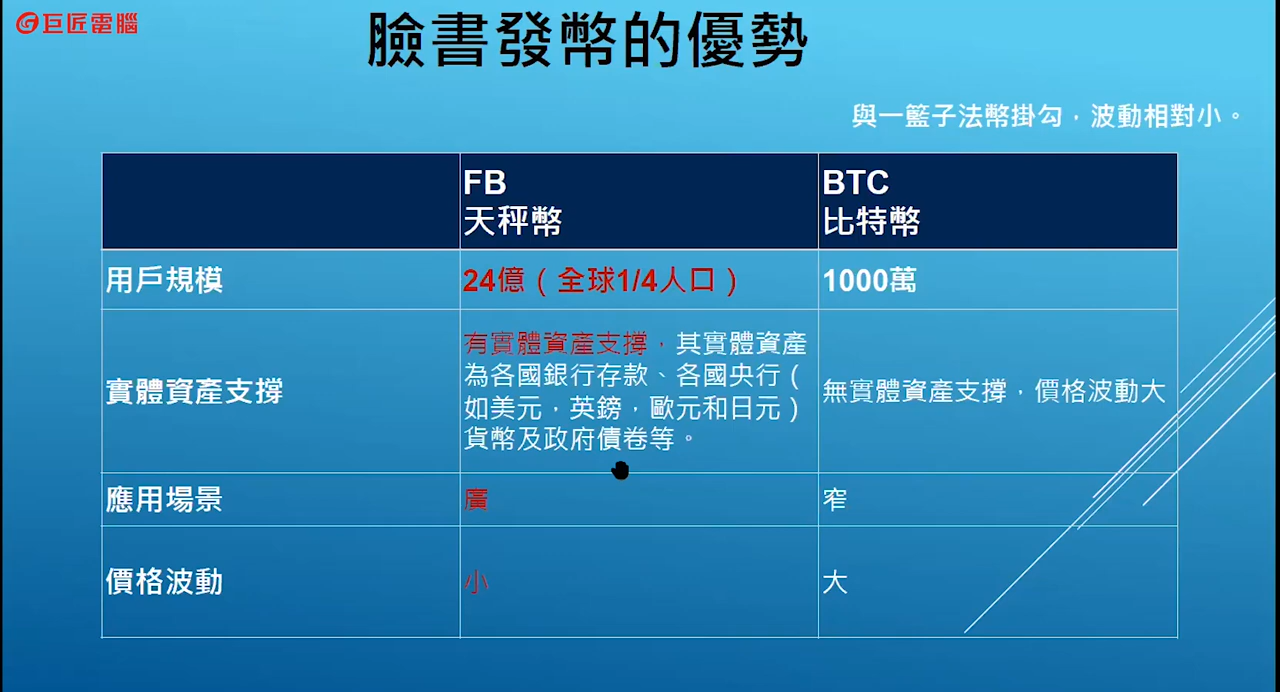 巨匠電腦
臉書發幣的優勢
與一籃子法幣掛勾，波動相對小。
FB
天秤幣
BTC
比特幣
用戶規模
24億（全球1/4人口）
1000萬
實體資產支撐
有實體資產支撐，其實體資產
為各國銀行存款、各國央行（
如美元，英鎊，歐元和日元）
貨幣及政府債卷等。
無實體資產支撐，價格波動大
應用場景
廣
窄
價格波動
小
大